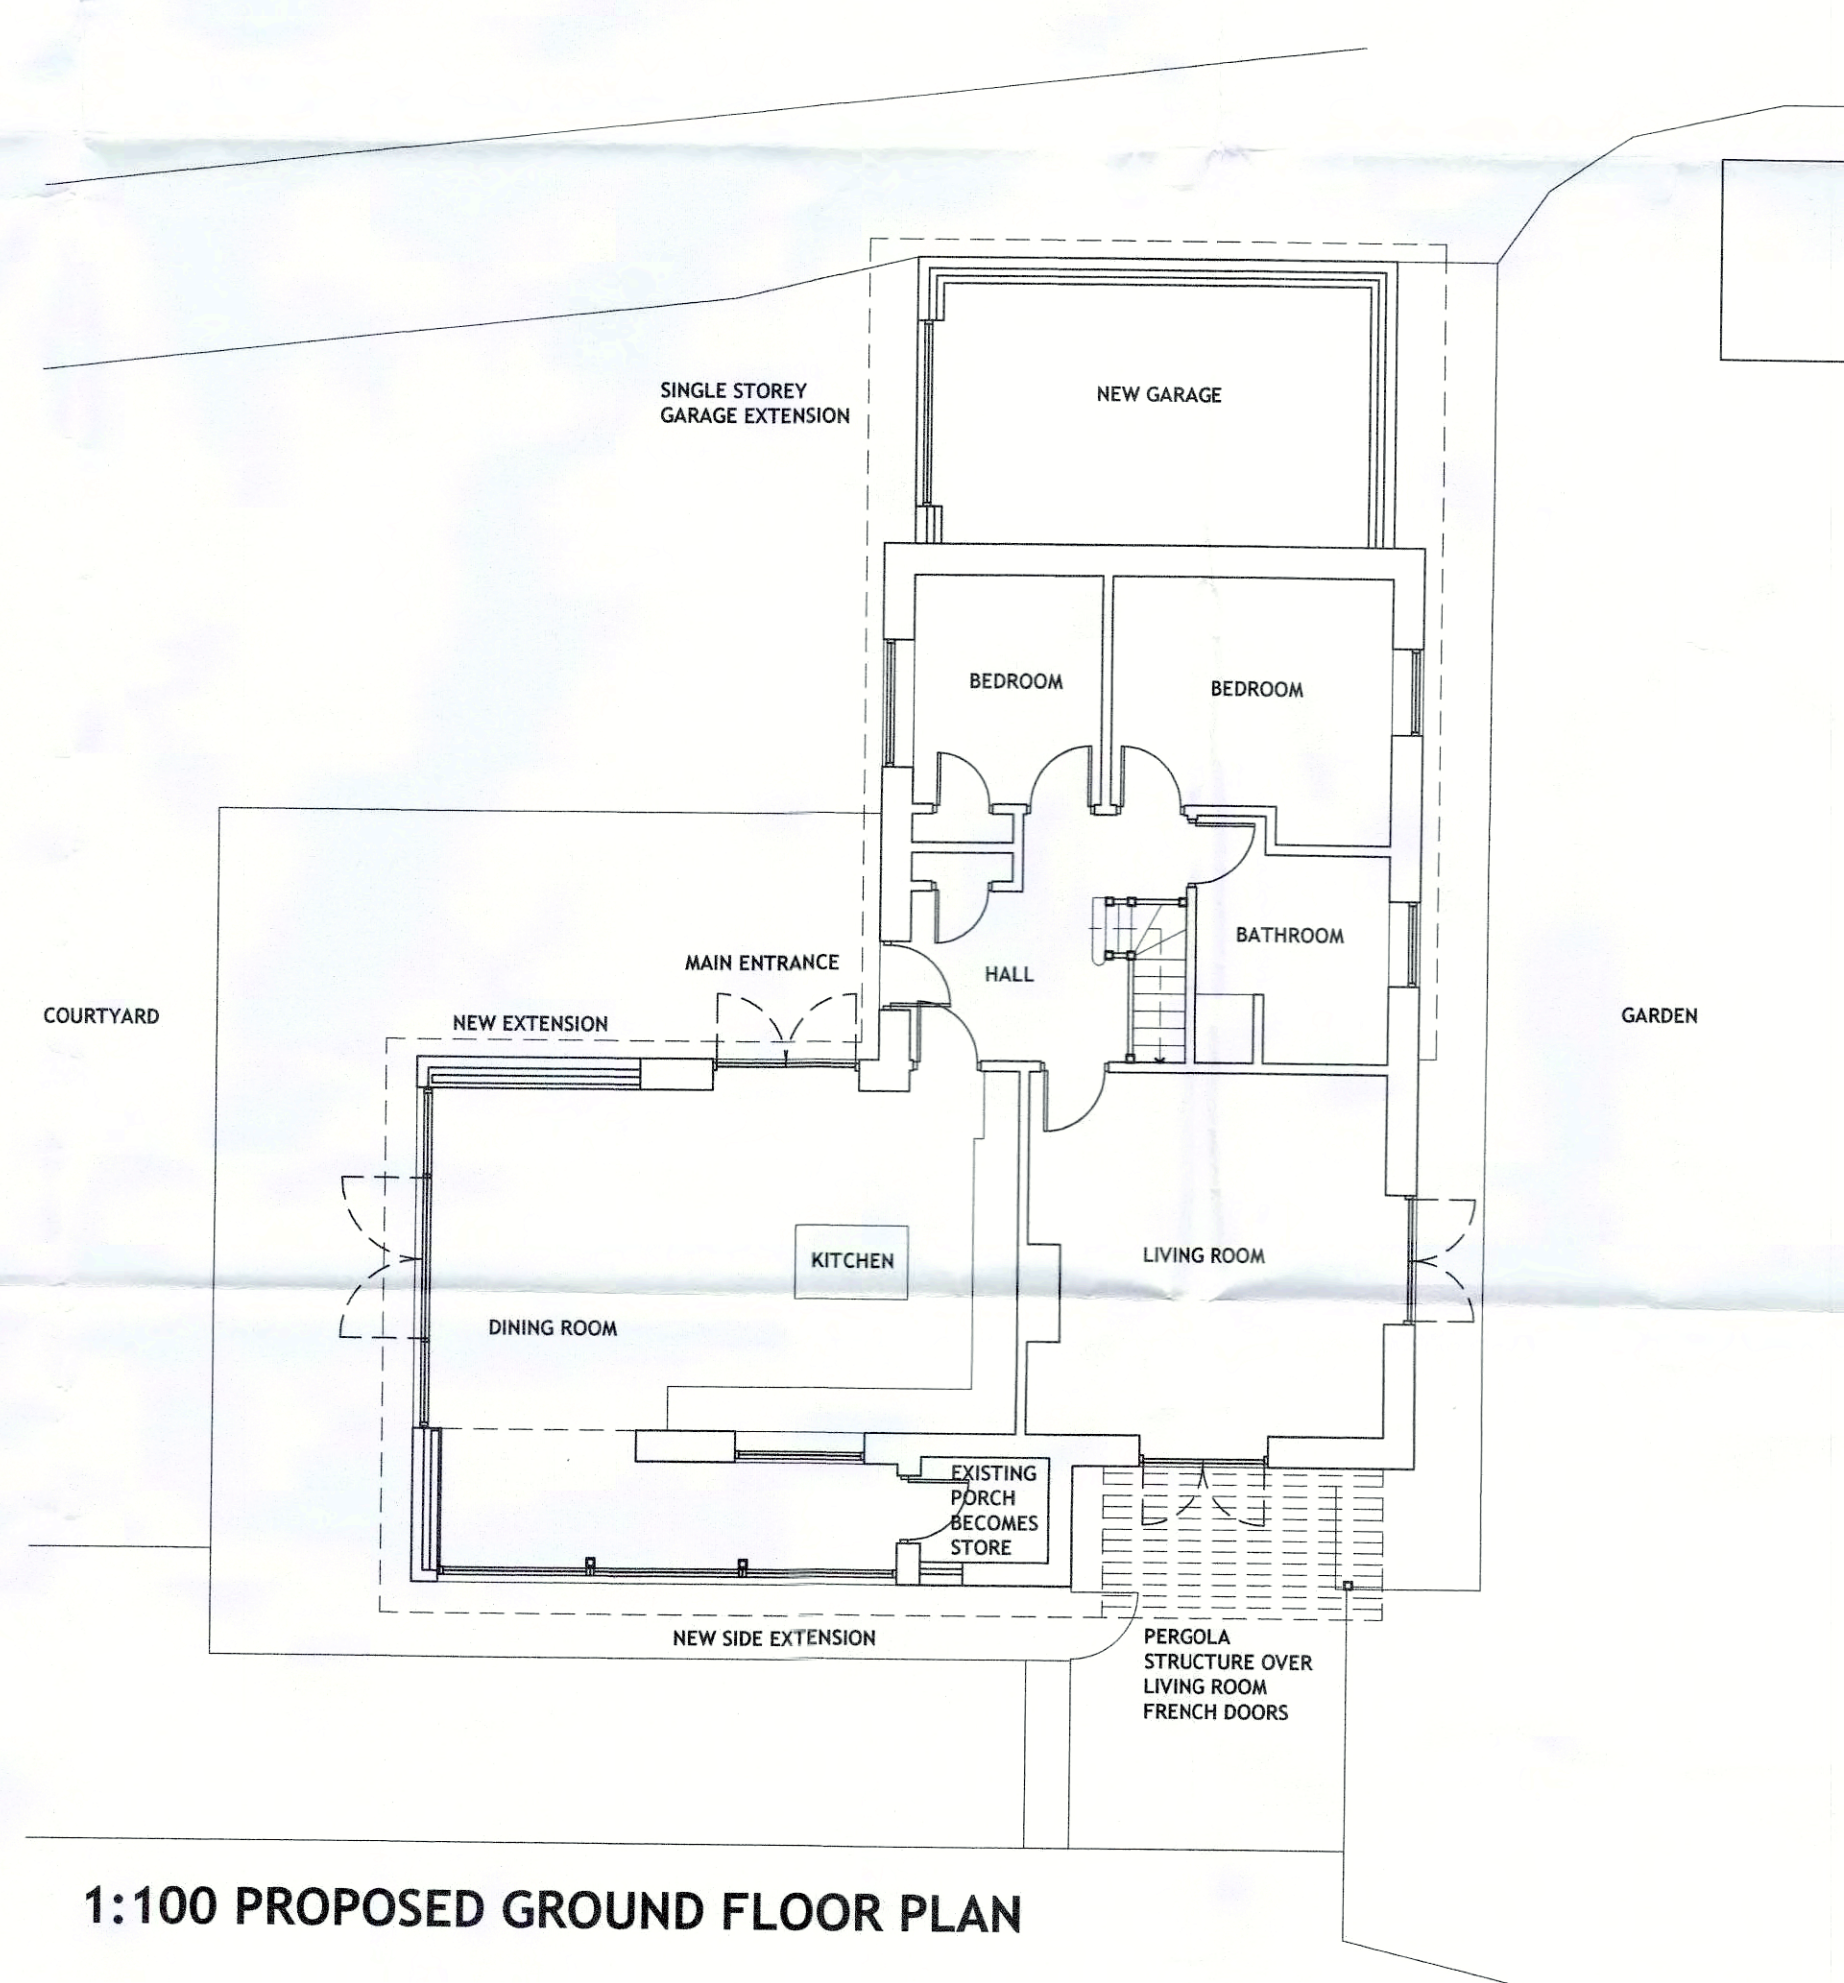 SINGLE STOREY
GARAGE EXTENSION
NEW GARAGE
BEDROOM
BEDROOM
BATHROOM
MAIN ENTRANCE
HALL
COURTYARD
NEW EXTENSION
GARDEN
KITCHEN
LIVING ROOM
DINING ROOM
EXISTING
PORCH
BECOMES
STORE
NEW SIDE EXTENSION
PERGOLA
STRUCTURE OVER
LIVING ROOM
FRENCH DOORS
1:100 PROPOSED GROUND FLOOR PLAN